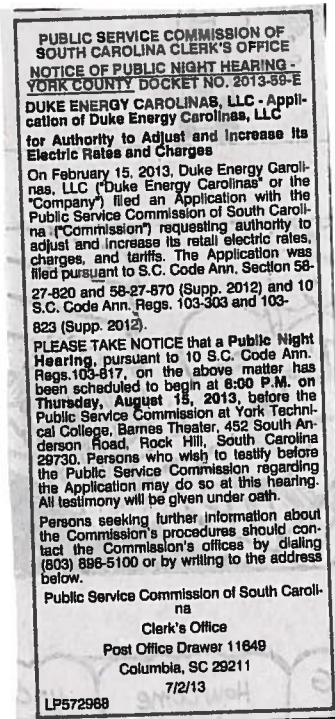 PUBLIC SERVICE COMMISSION OF
SOUTH CAROLINA CLERK'S OFFICE
NOTICE OF PUBLIC NIGHT HEARING -
YORK COUNTY DOCKET NO. 2013-59-E
DUKE ENERGY CAROLINAS, LLC - Appli-
cation of Duke Energy Carolinas, LLC
for Authority to Adjust and Increase Its
Electric Rates and Charges
On February 15, 2013, Duke Energy Caroli-
nas, LLC ("Duke Energy Carolinas" or the
"Company") filed an Application with the
Public Service Commission of South Caroli-
na ("Commission") requesting authority to
adjust and increase its retail electric rates,
charges, and tariffs. The Application was
filed pursuant to S.C. Code Ann. Section 58-
27-820 and 58-27-870 (Supp. 2012) and 10
S.C. Code Ann. Regs. 103-303 and 103-
823 (Supp. 2012).
PLEASE TAKE NOTICE that a Public Night
Hearing, pursuant to 10 S.C. Code Ann.
Regs.103-817, on the above matter has
been scheduled to begin at 6:00 P.M. on
Thursday, August 15, 2013, before the
Public Service Commission at York Techni-
cal College, Barnes Theater, 452 South An-
derson Road, Rock Hill, South Carolina
29730. Persons who wish to testify before
the Public Service Commission regarding
the Application may do so at this hearing.
All testimony will be given under oath.
Persons seeking further information about
the Commission's procedures should con-
tact the Commission's offices by dialing
(803) 896-5100 or by writing to the address
below.
Public Service Commission of South Caroli-
na
Clerk's Office
Post Office Drawer 11649
Columbia, SC 29211
7/2/13
LP572968